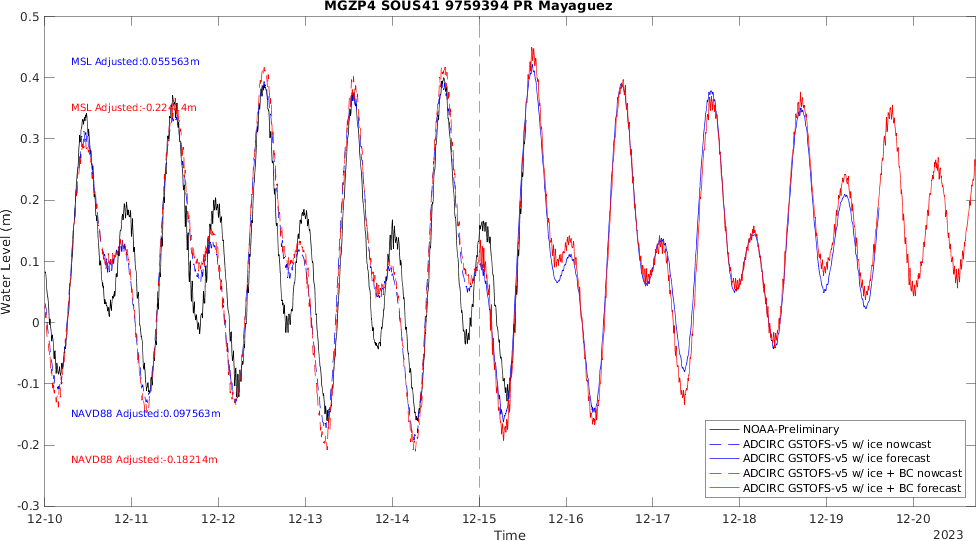 MGZP4 SOUS41 9759394 PR Mayaguez
0.5
0.4
0.3
0.2
0.1
0
-0.1
-0.2
-0.3
Water Level (m)
MSL Adjusted:0.055563m
MSL Adjusted:-0.22414m
NAVD88 Adjusted:0.097563m
NAVD88 Adjusted:-0.18214m
NOAA-Preliminary
ADCIRC GSTOFS-v5 w/ ice nowcast
ADCIRC GSTOFS-v5 w/ ice forecast
ADCIRC GSTOFS-v5 w/ ice + BC nowcast
ADCIRC GSTOFS-v5 w/ ice + BC forecast
12-10
12-11
12-12
12-13
12-14
12-15
12-16
12-17
12-18
12-19
12-20
Time
2023